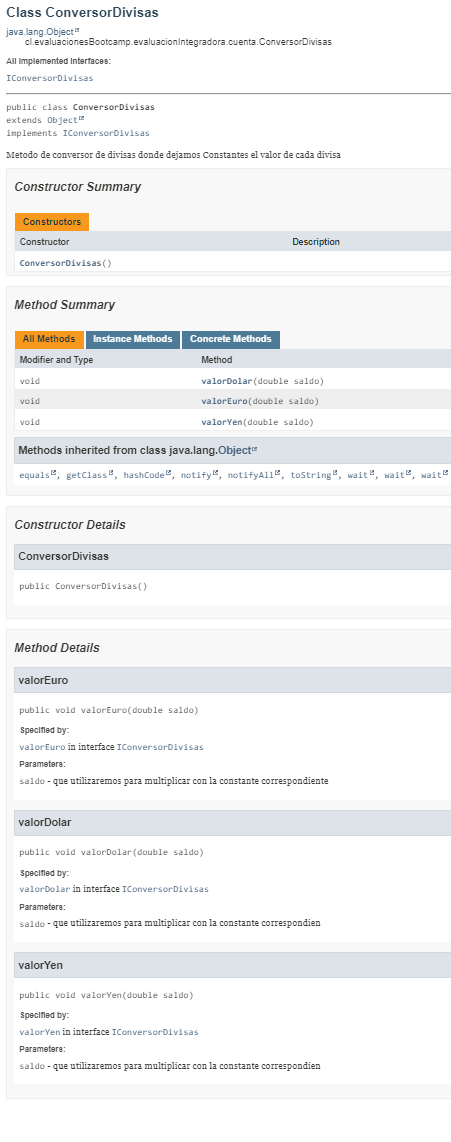 Class ConversorDivisas
java.lang.Object
cl.evaluacionesBootcamp.evaluacionIntegradora.cuenta.ConversorDivisas
All Implemented Interfaces:
IConversorDivisas
public class ConversorDivisas
extends Object
implements IConversorDivisas
Metodo de conversor de divisas donde dejamos Constantes el valor de cada divisa
Constructor Summary
Constructors
Constructor Description
ConversorDivisas()
Method Summary
All Methods Instance Methods Concrete Methods
Modifier and Type Method
void valorDolar(double saldo)
void valorEuro(double saldo)
void valorYen(double saldo)
Methods inherited from class java.lang.Object
equals, getClass, hashCode, notify, notifyAll, toString, wait, wait, wait
Constructor Details
ConversorDivisas
public ConversorDivisas()
Method Details
valorEuro
public void valorEuro(double saldo)
Specified by:
valorEuro in interface IConversorDivisas
Parameters:
saldo - que utilizaremos para multiplicar con la constante correspondiente
valorDolar
public void valorDolar(double saldo)
Specified by:
valorDolar in interface IConversorDivisas
Parameters:
saldo - que utilizaremos para multiplicar con la constante correspondien
valorYen
public void valorYen(double saldo)
Specified by:
valorYen in interface IConversorDivisas
Parameters:
saldo - que utilizaremos para multiplicar con la constante correspondien